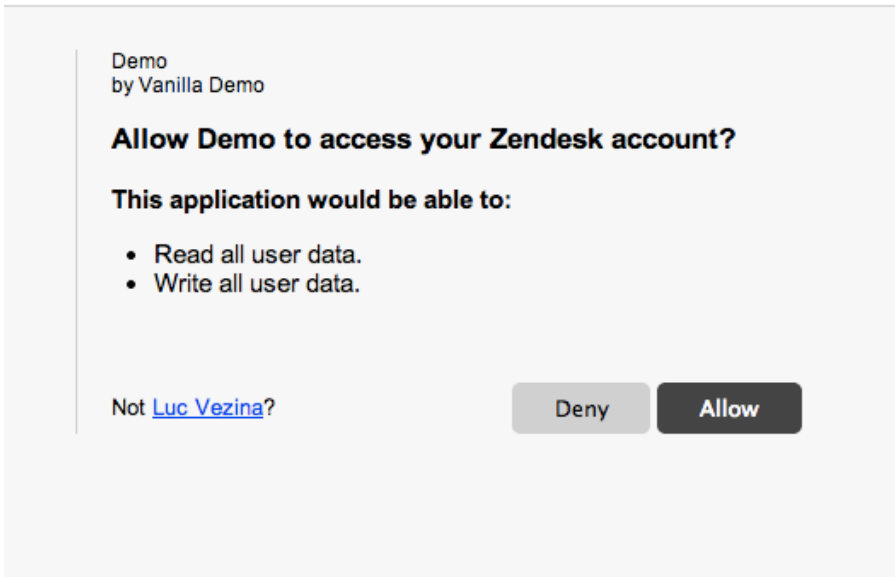 Demo
by Vanilla Demo
Allow Demo to access your Zendesk account?
This application would be able to:
• Read all user data.
• Write all user data.
Not Luc Vezina?
Deny
Allow